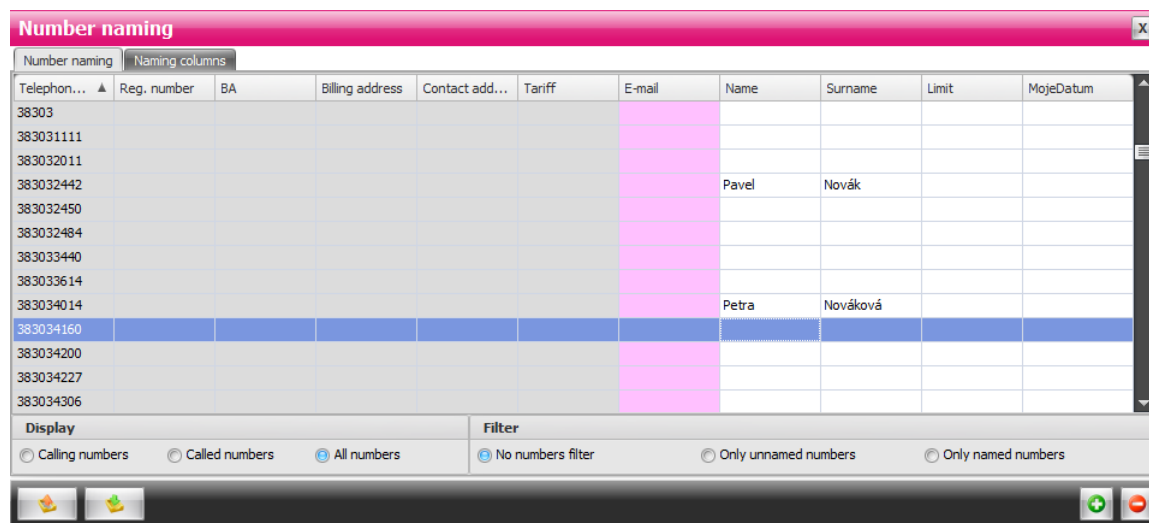 Number naming
X
Number naming Naming columns
Telephon... Reg. number BA Billing address Contact add... Tariff E-mail Name Surname Limit MojeDatum
38303
383031111
383032011
383032442 Pavel Novák
383032450
383032484
383033440
383033614
383034014 Petra Nováková
383034160
383034200
383034227
383034306
Display Filter
Calling numbers Called numbers All numbers No numbers filter Only unnamed numbers Only named numbers